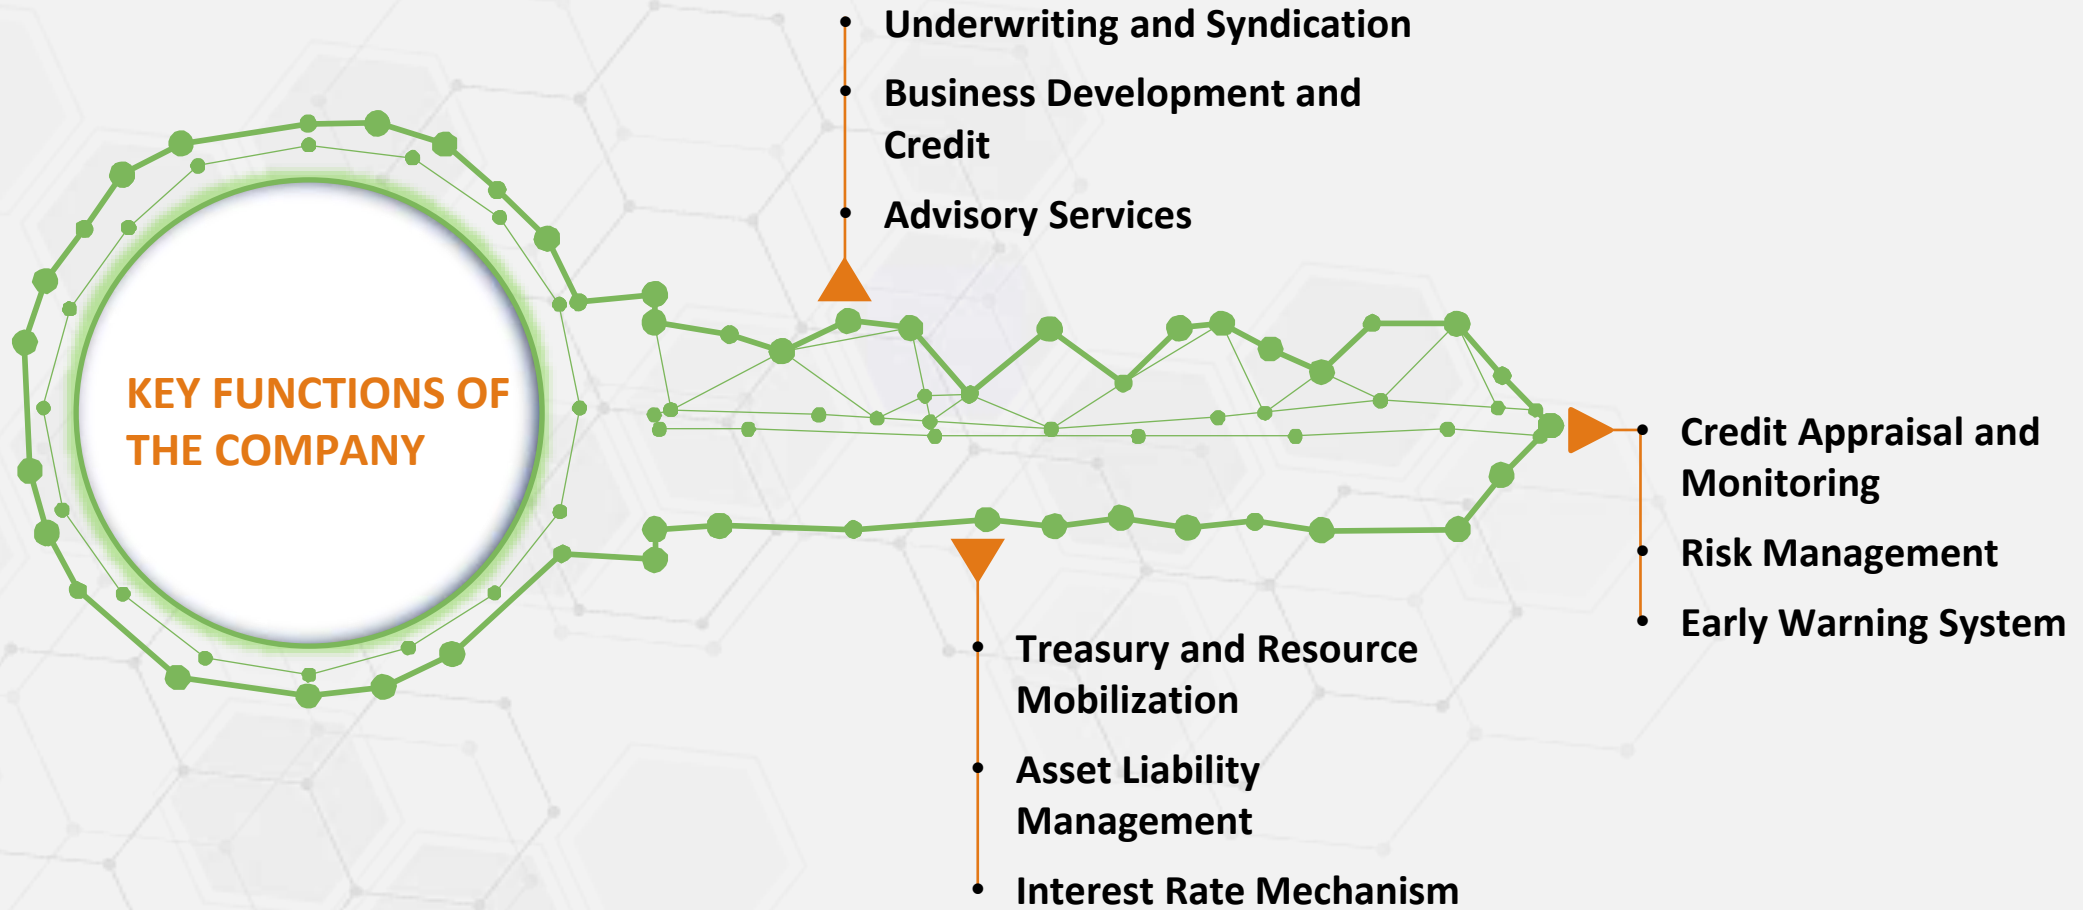 KEY FUNCTIONS OF
THE COMPANY
• Underwriting and Syndication
• Business Development and
Credit
• Advisory Services
• Credit Appraisal and
Monitoring
• Risk Management
• Early Warning System
• Treasury and Resource
Mobilization
• Asset Liability
Management
• Interest Rate Mechanism